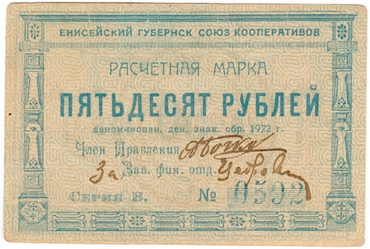 ЕНИСЕЙСКИЙ ГУБЕРНСК СОЮЗ КООПЕРАТИВОВ
РАСЧЕТНАЯ МАРКА
ПЯТЬДЕСЯТ РУБЛЕЙ
деноминован. ден. знак. обр. 1922 г.
Член Правления
За Зав. фин. отд.
Серия В. № 0592